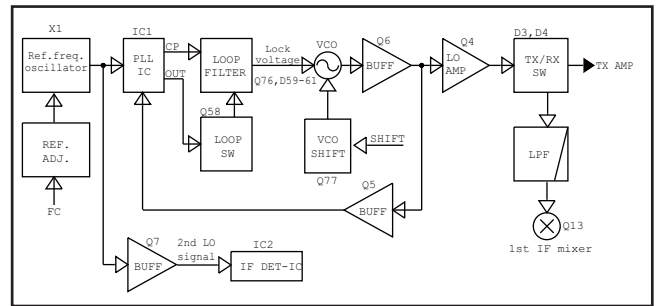 X1
Ref.freq.
oscillator
REF.
ADJ.
FC
IC1
PLL
IC
CP
OUT
LOOP
FILTER
Q58
LOOP
SW
Lock
voltage
Q76,D59-61
VCO
VCO
SHIFT
Q77
SHIFT
Q6
BUFF
Q5
BUFF
Q4
LO
AMP
D3,D4
TX/RX
SW
TX AMP
LPF
Q13
1st IF mixer
Q7
BUFF
2nd LO
signal
IC2
IF DET-IC